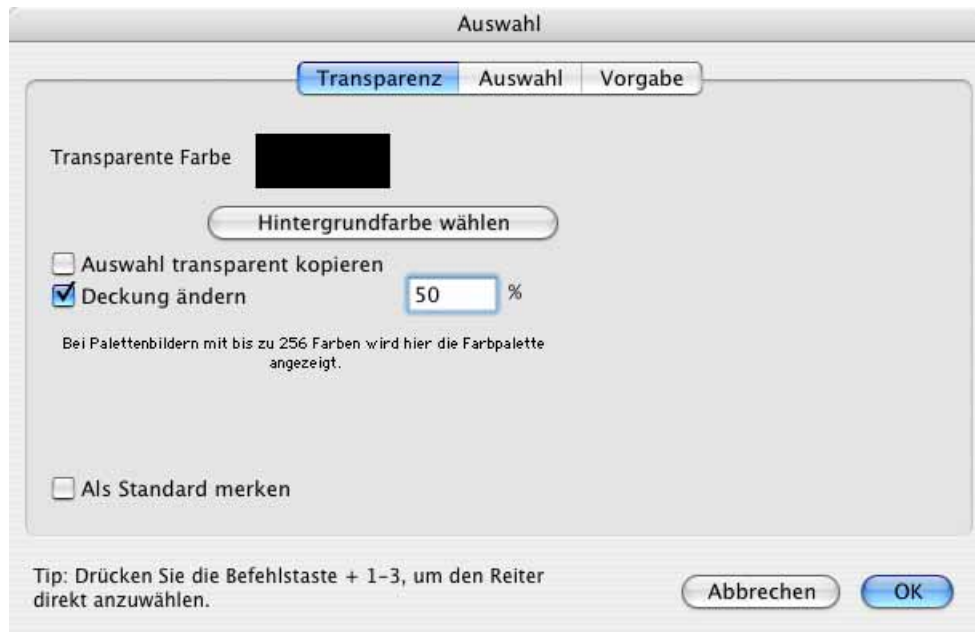 Auswahl
Transparenz Auswahl Vorgabe
Transparente Farbe
Hintergrundfarbe wählen
Auswahl transparent kopieren
Deckung ändern 50 %
Bei Palettenbildern mit bis zu 256 Farben wird hier die Farbpalette
angezeigt.
Als Standard merken
Tip: Drücken Sie die Befehlstaste + 1-3, um den Reiter
direkt anzuwählen.
Abbrechen OK